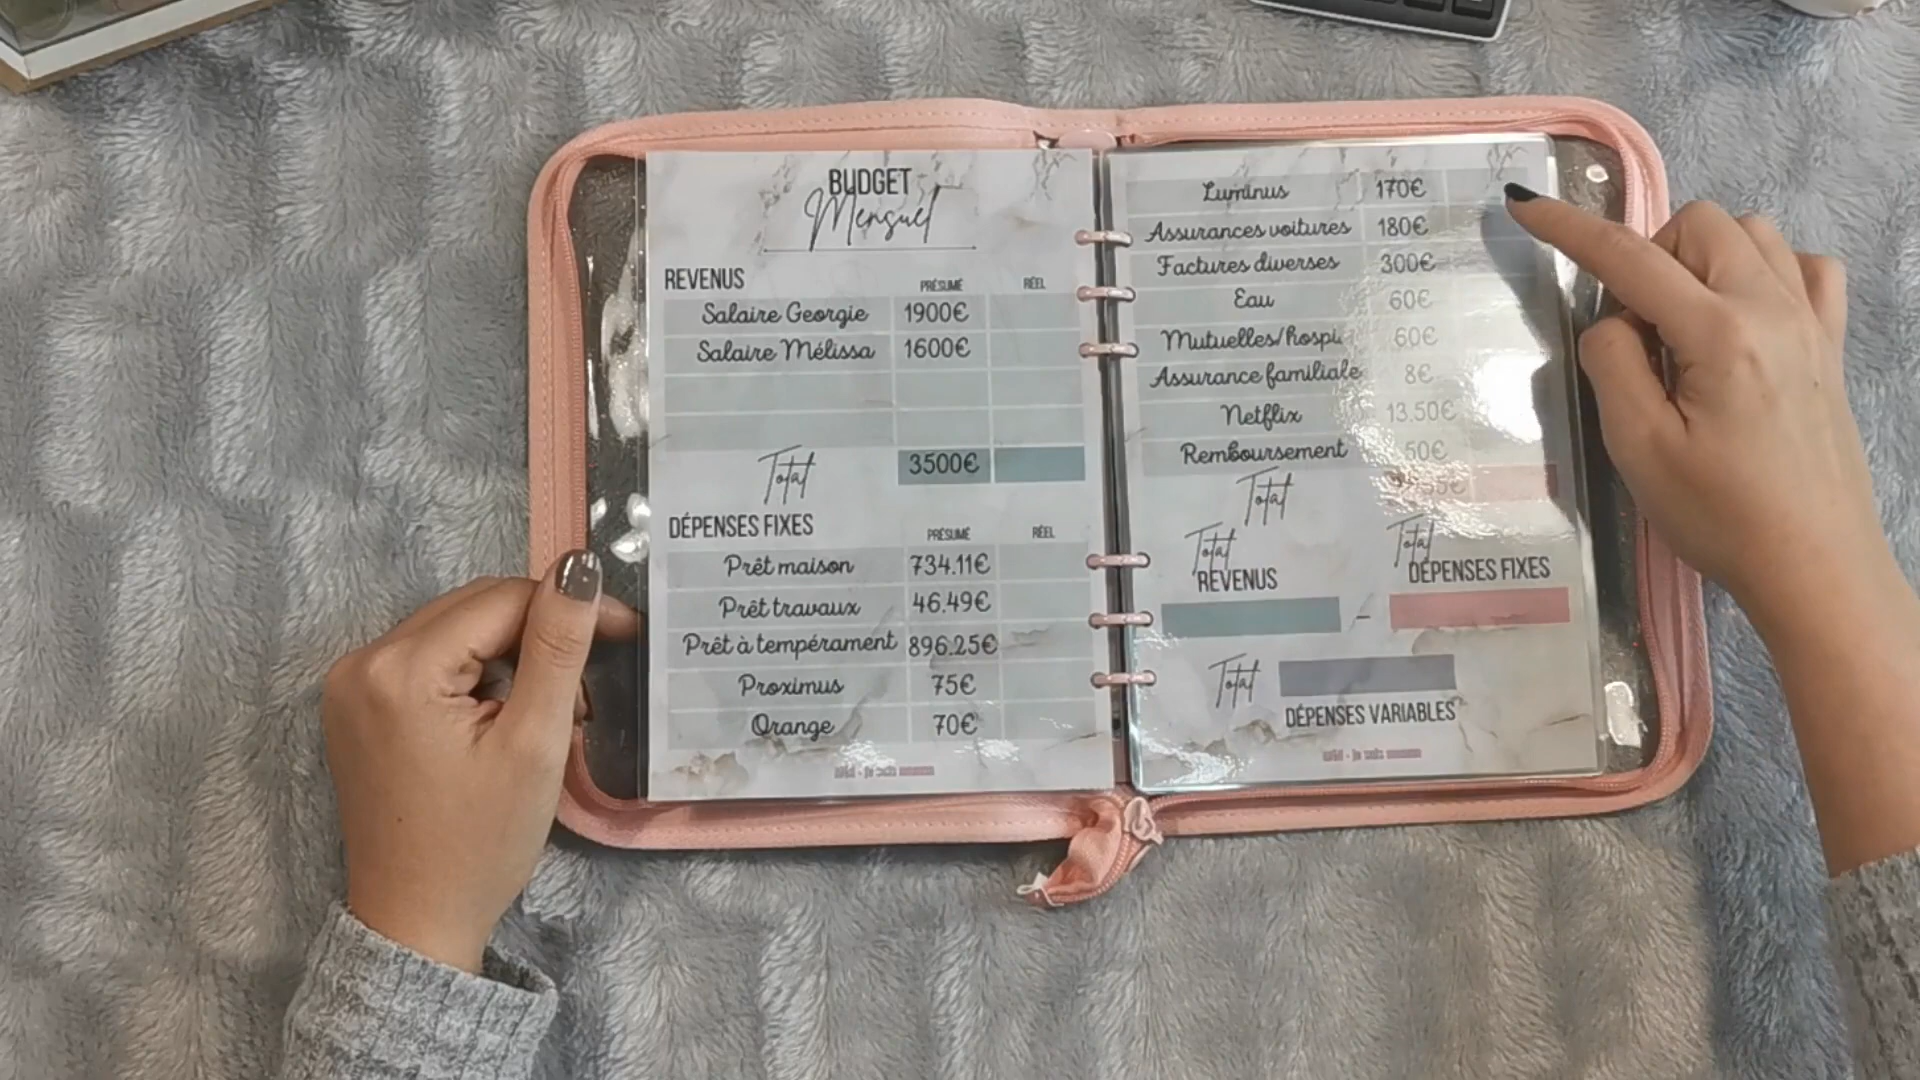 BUDGET
Mensuel
REVENUS PRÉSUMÉ RÉEL
Salaire Georgie 1900€
Salaire Mélissa 1600€
Total 3500€
DÉPENSES FIXES PRÉSUMÉ RÉEL
Prêt maison 734.11€
Prêt travaux 46.49€
Prêt à tempérament 896.25€
Proximus 75€
Orange 70€
Luminus 170€
Assurances voitures 180€
Factures diverses 300€
Eau 60€
Mutuelles/hospi 60€
Assurance familiale 8€
Netflix 13.50€
Remboursement 50€
Total
Total
REVENUS
-
Total
DÉPENSES FIXES
Total
DÉPENSES VARIABLES